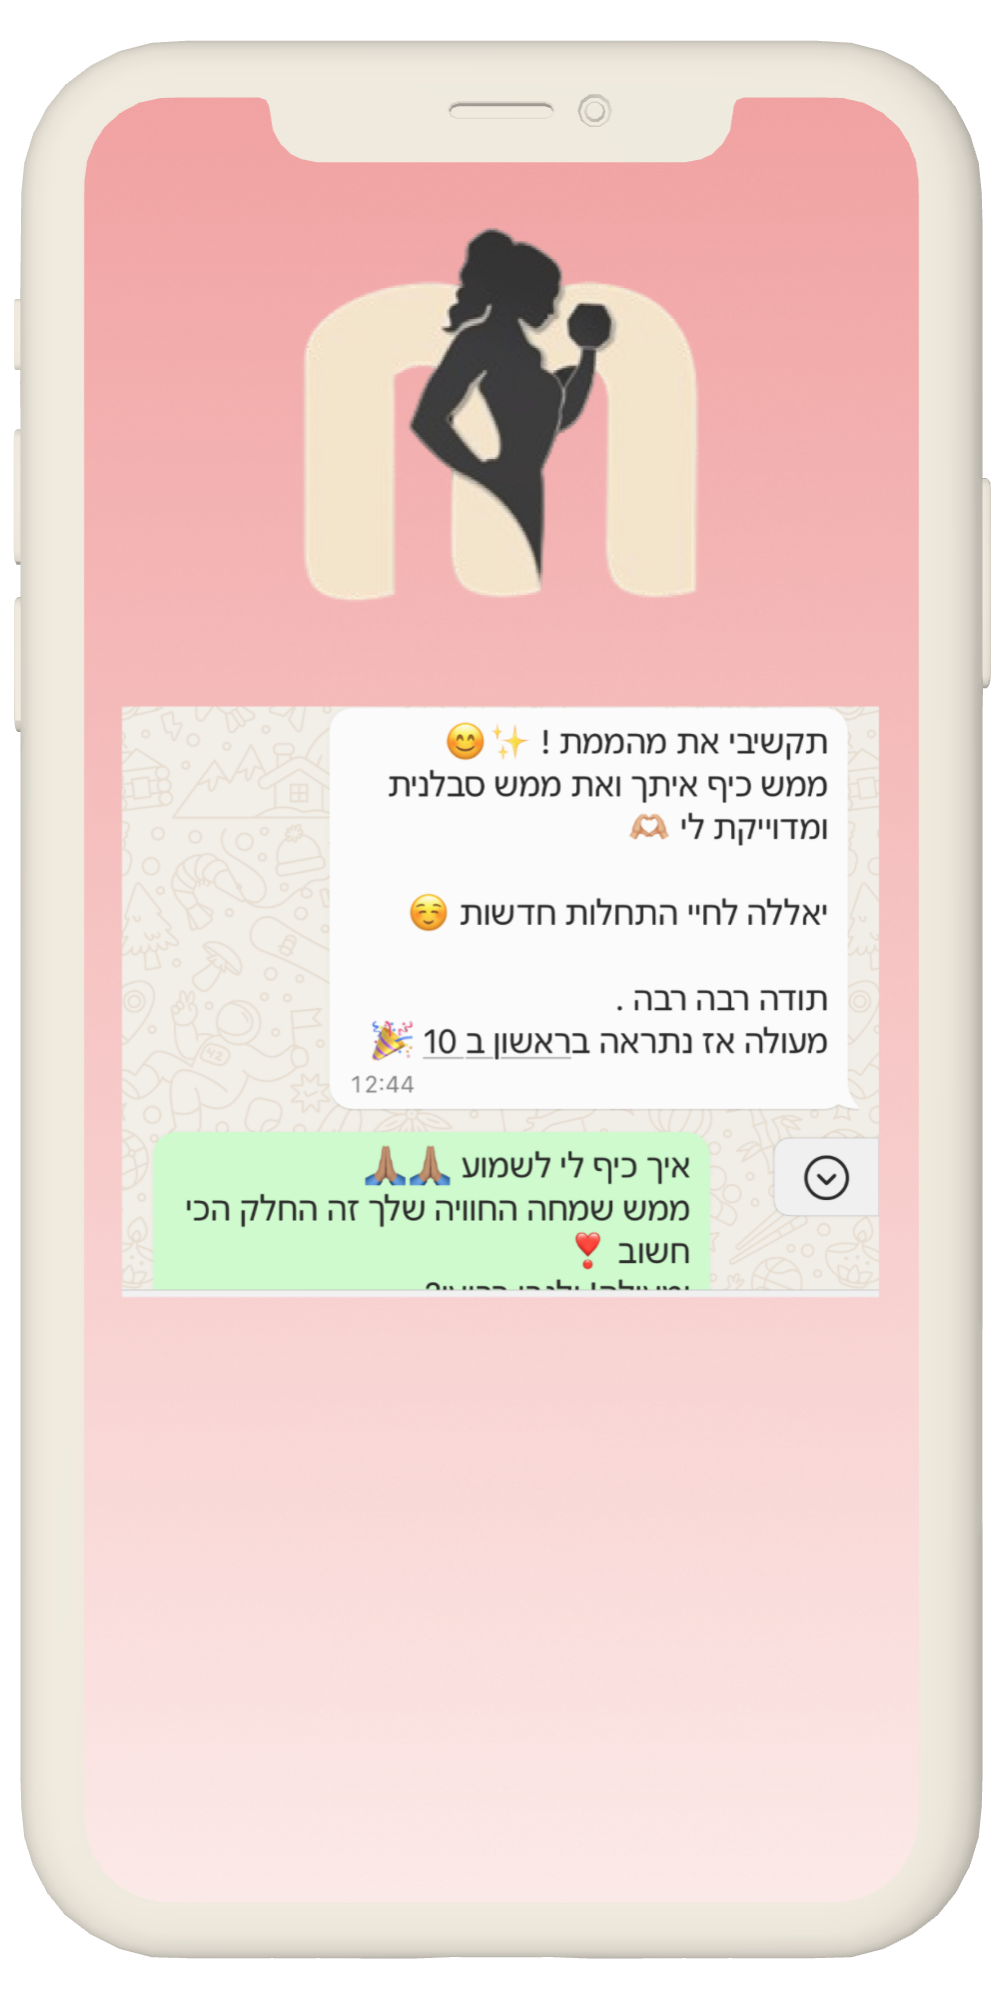 m
תקשיבי את מהממת ! ✨😊
ממש כיף איתך ואת ממש סבלנית
ומדוייקת לי 🫶🏼
יאללה לחיי התחלות חדשות ☺️
תודה רבה רבה .
מעולה אז נתראה בראשון ב 10 🎉
12:44
איך כיף לי לשמוע 🙏🏽🙏🏽
ממש שמחה החוויה שלך זה החלק הכי
חשוב ❣️